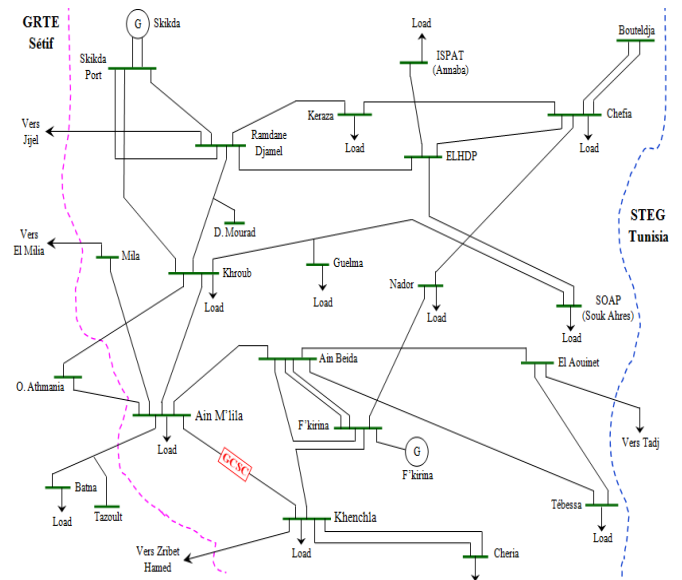 GRTE
Sétif
G
Skikda
Load
Bouteldja
Skikda
Port
ISPAT
(Annaba)
Vers
Jijel
Ramdane
Djamel
Keraza
Load
Chefia
Load
ELHDP
STEG
Tunisia
D. Mourad
Vers
El Milia
Mila
Khroub
Load
Guelma
Load
Nador
Load
SOAP
(Souk Ahres)
Load
O. Athmania
Ain Beida
El Aouinet
Ain M'lila
Load
F'kirina
G
F'kirina
Vers Tadj
GCSC
Batna
Load
Tazoult
Khenchla
Load
Tébessa
Load
Vers Zribet
Hamed
Cheria